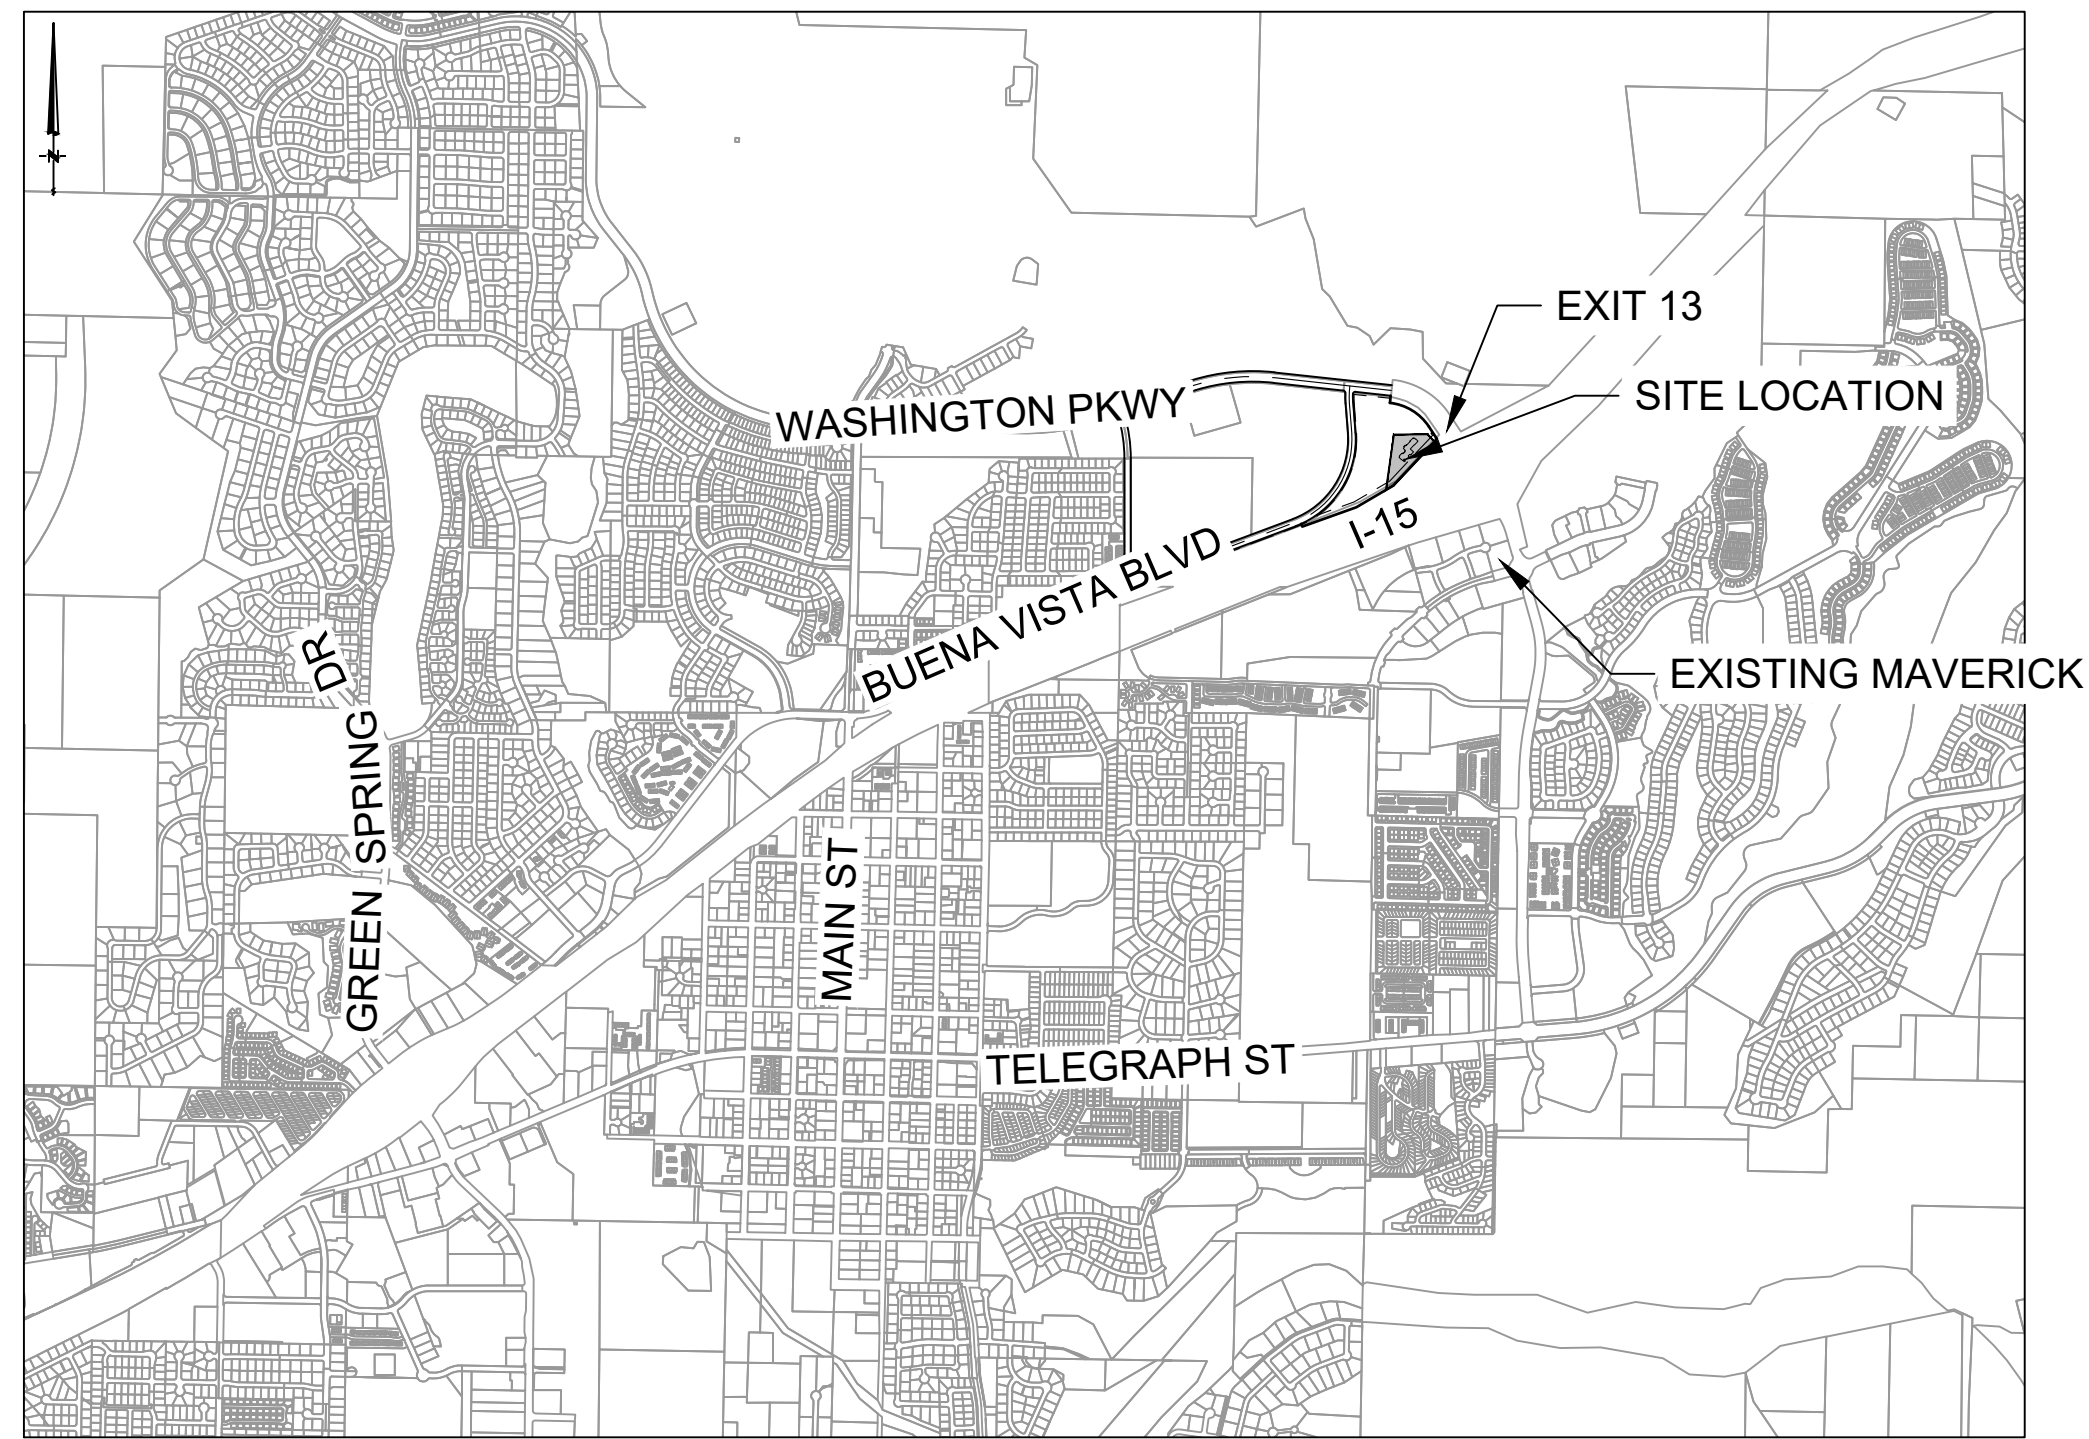 N
EXIT 13
SITE LOCATION
WASHINGTON PKWY
I-15
BUENA VISTA BLVD
EXISTING MAVERICK
GREEN SPRING DR
MAIN ST
TELEGRAPH ST